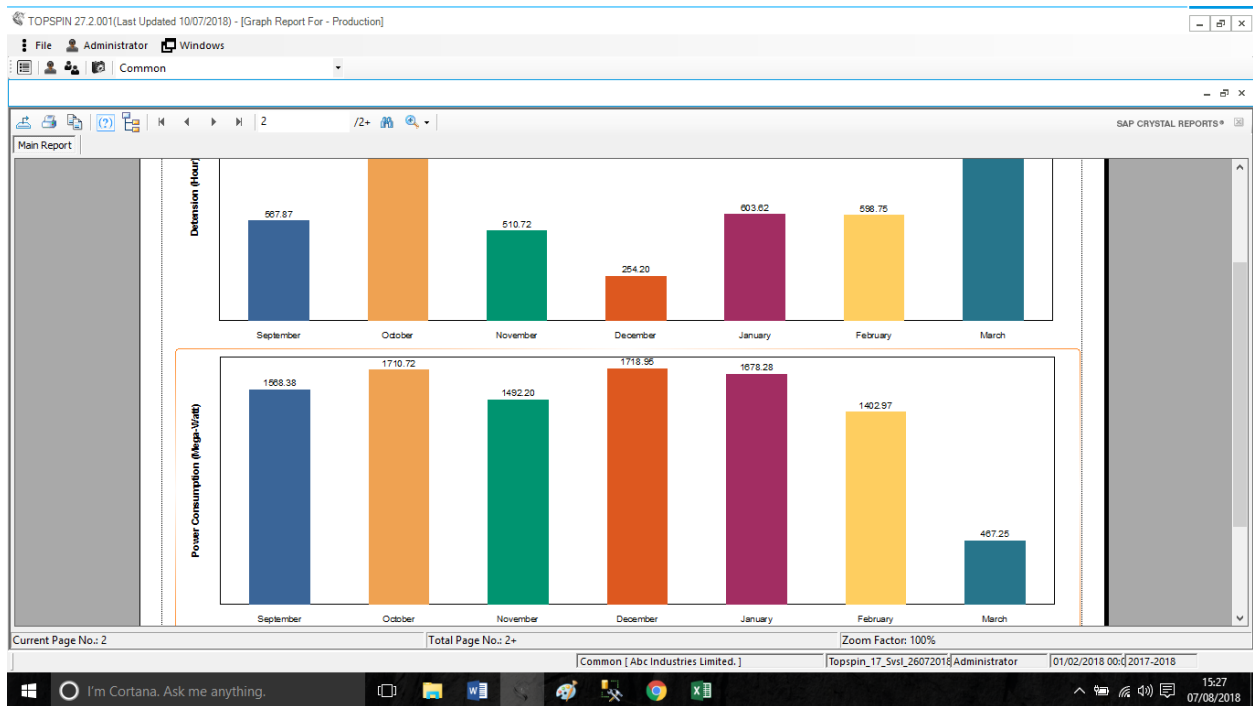 TOPSPIN 27.2.001(Last Updated 10/07/2018) - [Graph Report For - Production]
File Administrator Windows
Common
2 /2+ SAP CRYSTAL REPORTS®
Main Report
Detension (Hour)
567.87
510.72
254.20
603.62
598.75
September October November December January February March
Power Consumption (Mega-Watt)
1568.38
1710.72
1492.20
1718.95
1678.28
1402.97
467.25
September October November December January February March
Current Page No.: 2 Total Page No.: 2+ Zoom Factor: 100%
Common [ Abc Industries Limited. ] Topspin_17_Svsl_26072018 Administrator 01/02/2018 00:0 2017-2018
I'm Cortana. Ask me anything.
15:27
07/08/2018